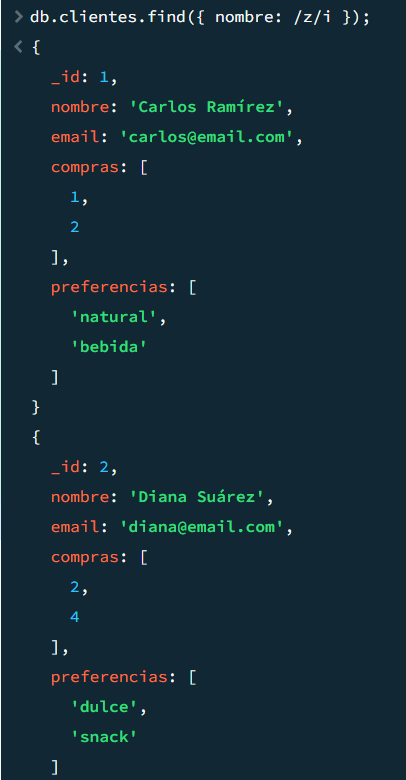 > db.clientes.find({ nombre: /z/i });
< {
_id: 1,
nombre: 'Carlos Ramírez',
email: 'carlos@email.com',
compras: [
1,
2
],
preferencias: [
'natural',
'bebida'
]
}
{
_id: 2,
nombre: 'Diana Suárez',
email: 'diana@email.com',
compras: [
2,
4
],
preferencias: [
'dulce',
'snack'
]